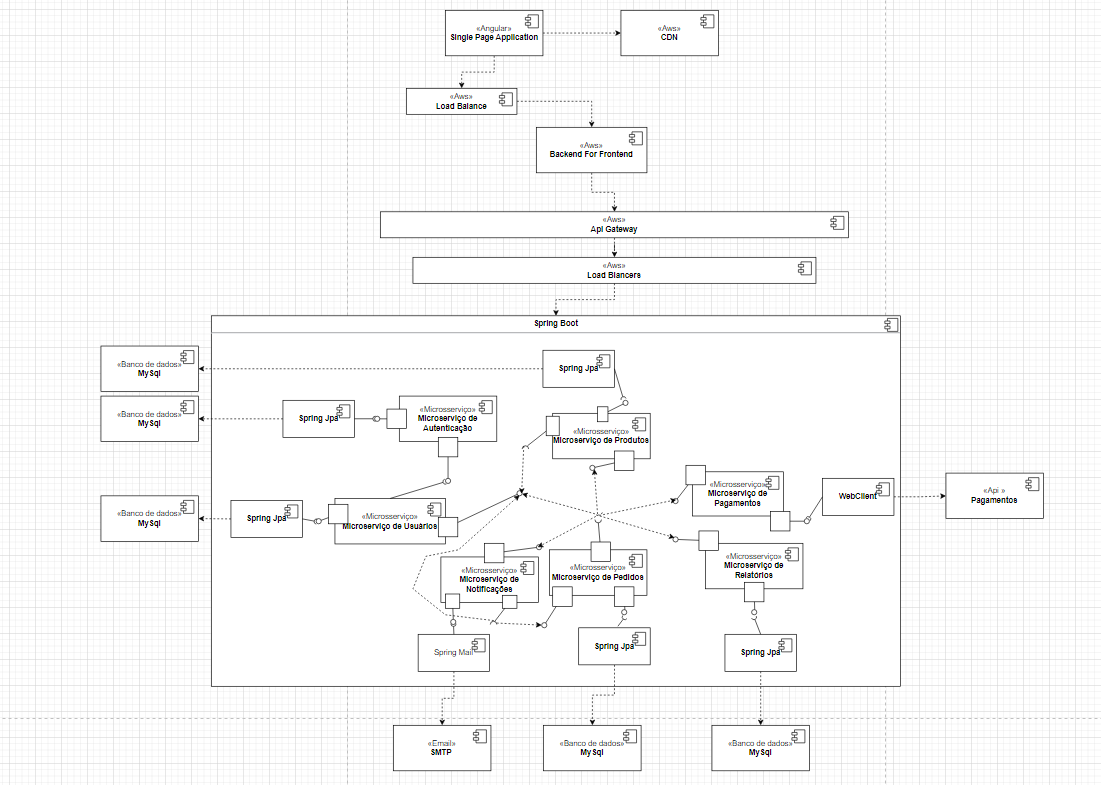 «Angular»
Single Page Application
«Aws»
CDN
«Aws»
Load Balance
«Aws»
Backend For Frontend
«Aws»
Api Gateway
«Aws»
Load Blancers
Spring Boot
«Banco de dados»
MySql
Spring Jpa
«Banco de dados»
MySql
Spring Jpa
«Microsserviço»
Microserviço de
Autenticação
«Microsserviço»
Microserviço de Produtos
«Banco de dados»
MySql
Spring Jpa
«Microsserviço»
Microserviço de Usuários
«Microsserviço»
Microserviço de
Pagamentos
WebClient
«Api »
Pagamentos
«Microsserviço»
Microserviço de
Notificações
«Microsserviço»
Microserviço de Pedidos
«Microsserviço»
Microserviço de
Relatórios
Spring Mail
Spring Jpa
Spring Jpa
«Email»
SMTP
«Banco de dados»
MySql
«Banco de dados»
MySql